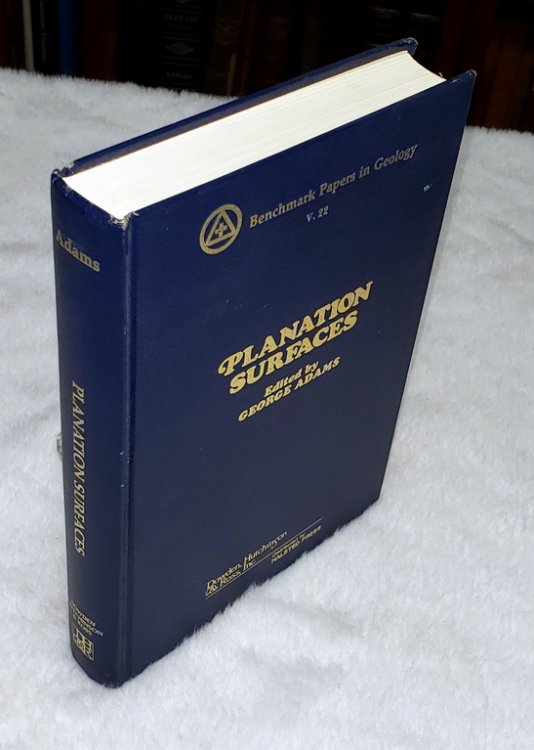 Benchmark Papers in Geology
V. 22
PLANATION
SURFACES
Edited by
GEORGE ADAMS
Dowden, Hutchinson
& Ross, Inc.
HALSTED PRESS
Adams
PLANATION SURFACES